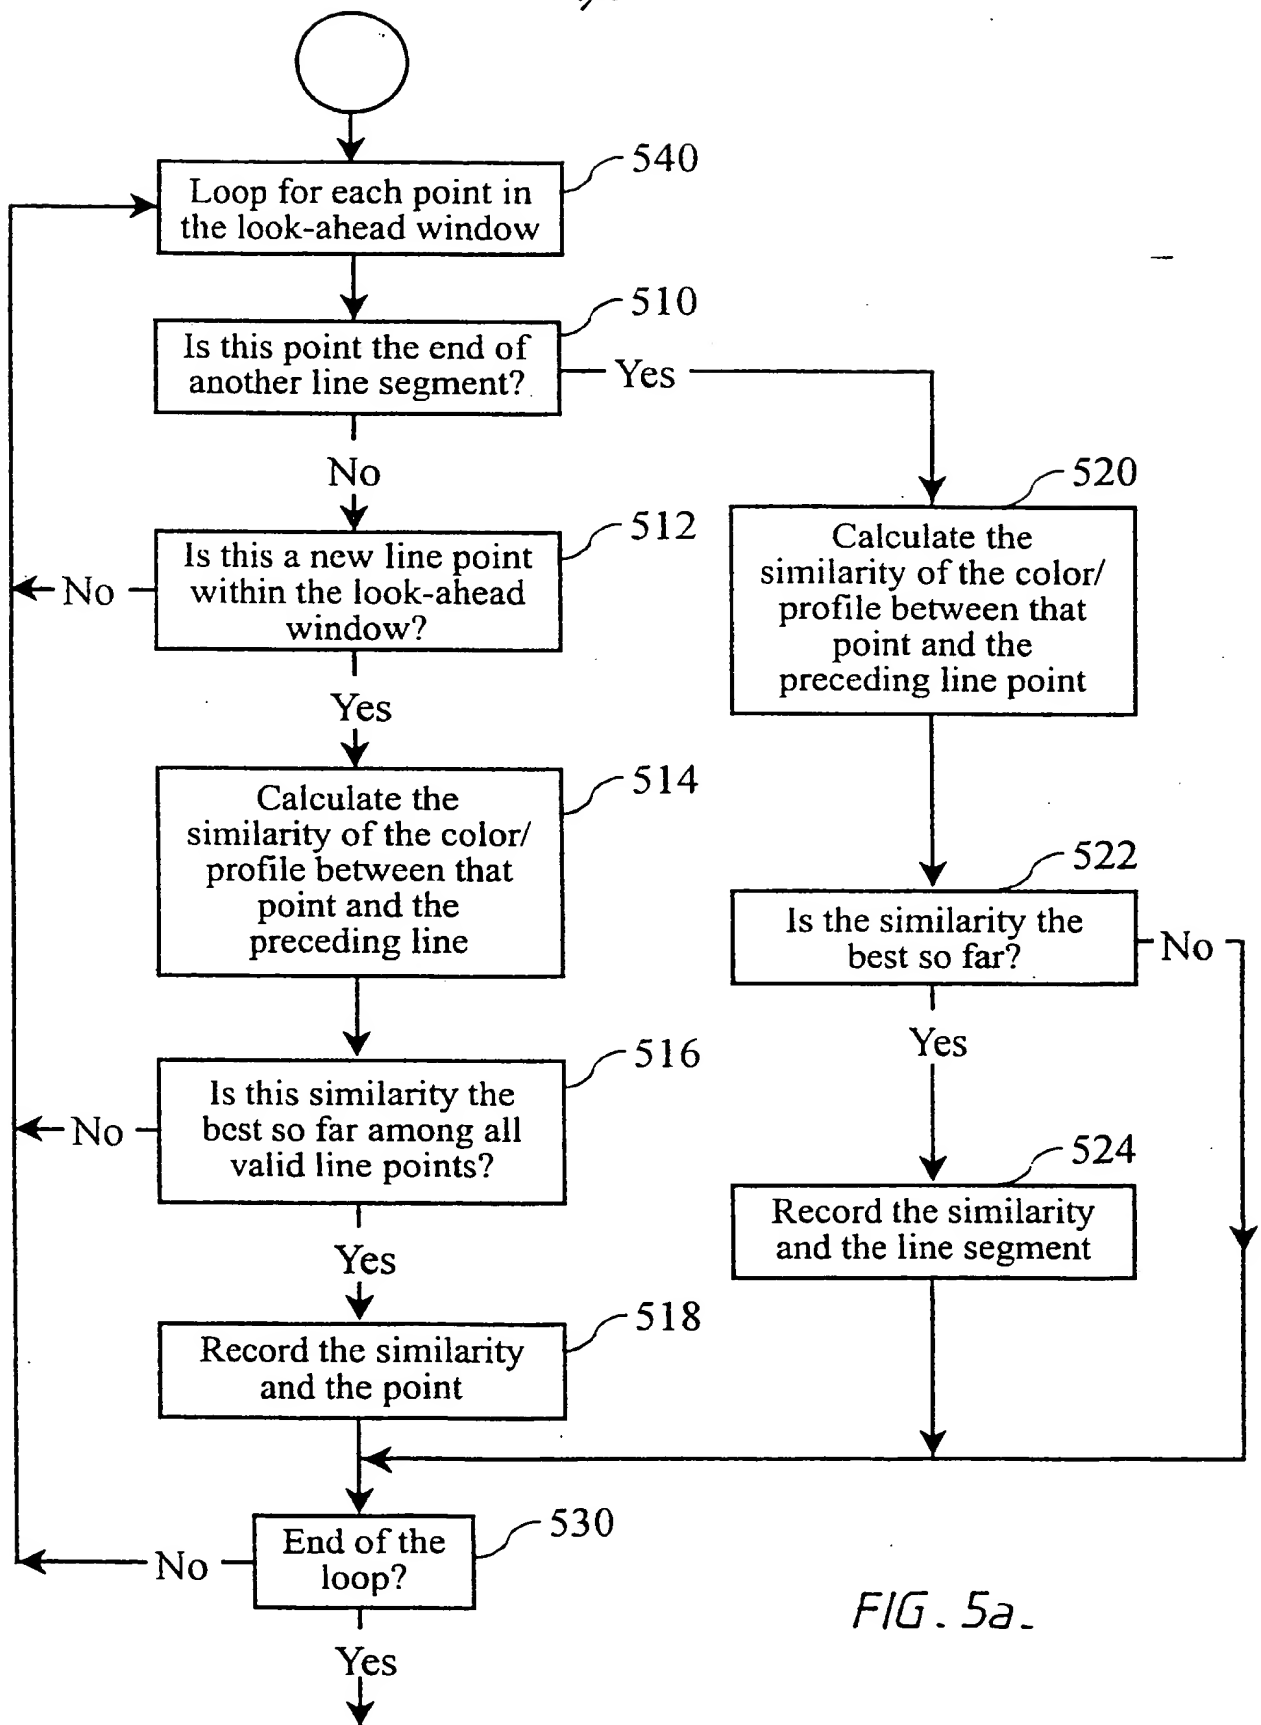 540
Loop for each point in
the look-ahead window
510
Is this point the end of
another line segment?
Yes
No
520
512
Is this a new line point
within the look-ahead
window?
No
Calculate the
similarity of the color/
profile between that
point and the
preceding line point
Yes
514
Calculate the
similarity of the color/
profile between that
point and the
preceding line
522
Is the similarity the
best so far?
No
Yes
516
Is this similarity the
best so far among all
valid line points?
No
524
Record the similarity
and the line segment
Yes
518
Record the similarity
and the point
530
End of the
loop?
No
Yes
FIG. 5a.